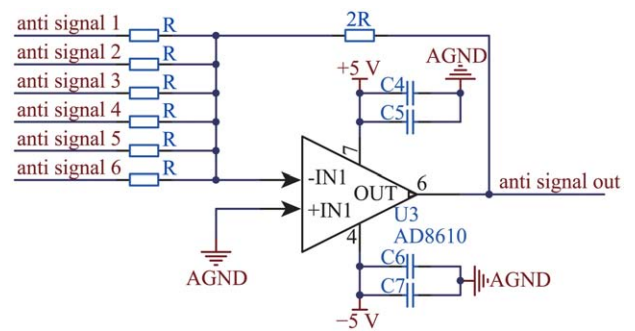 anti signal 1 R 2R
anti signal 2 R AGND
+5 V
anti signal 3 R C4
anti signal 4 R C5
anti signal 5 R 7
anti signal 6 R -IN1 OUT 6 anti signal out
+IN1 U3
4 AD8610
AGND C6 AGND
C7
−5 V